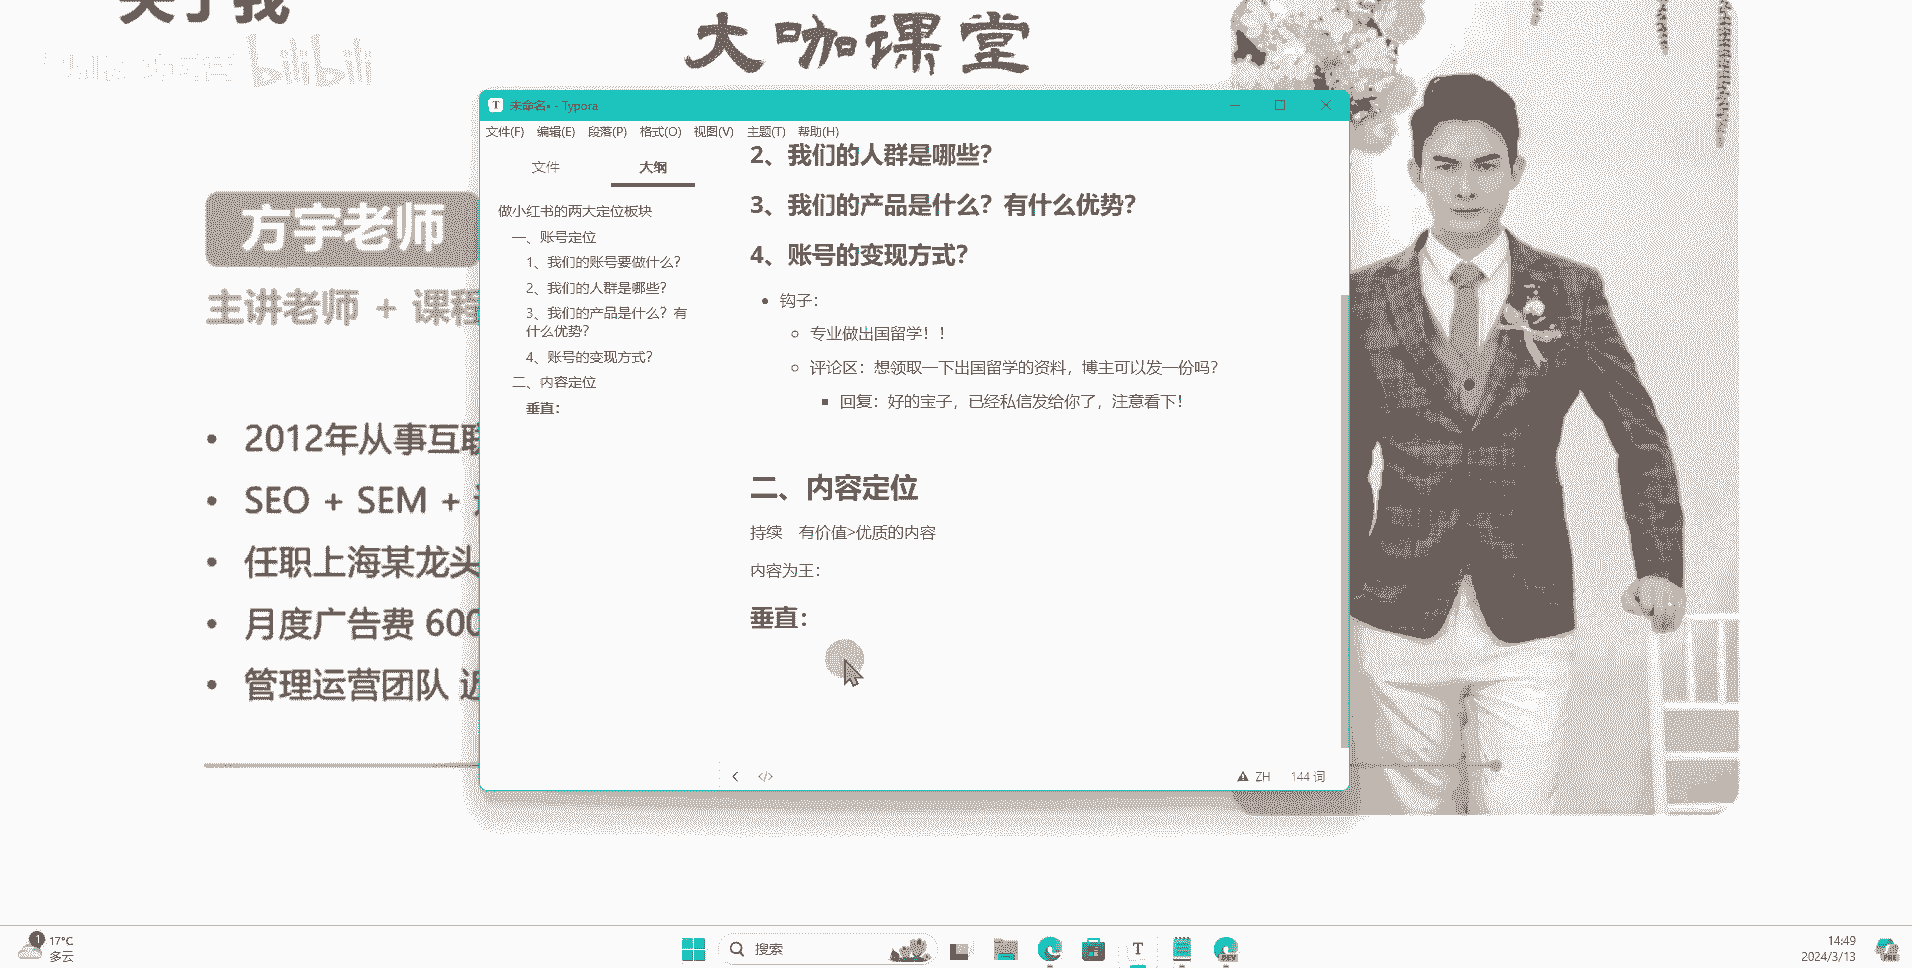 关于我
bilibili
大咖课堂
方宇老师
主讲老师 + 课程
2012年从事互联
SEO + SEM +
任职上海某龙头
月度广告费 600
管理运营团队 近
未命名• - Typora
文件(F) 编辑(E) 段落(P) 格式(O) 视图(V) 主题(T) 帮助(H)
文件 大纲
做小红书的两大定位板块
一、账号定位
1、我们的账号要做什么？
2、我们的人群是哪些？
3、我们的产品是什么？有
什么优势？
4、账号的变现方式？
二、内容定位
垂直：
2、我们的人群是哪些？
3、我们的产品是什么？有什么优势？
4、账号的变现方式？
钩子：
专业做出国留学！！
评论区：想领取一下出国留学的资料，博主可以发一份吗？
回复：好的宝子，已经私信发给你了，注意看下！
二、内容定位
持续 有价值>优质的内容
内容为王：
垂直：
ZH 144 词
1
17°C
多云
搜索
T
DEV
14:49
2024/3/13
PRE